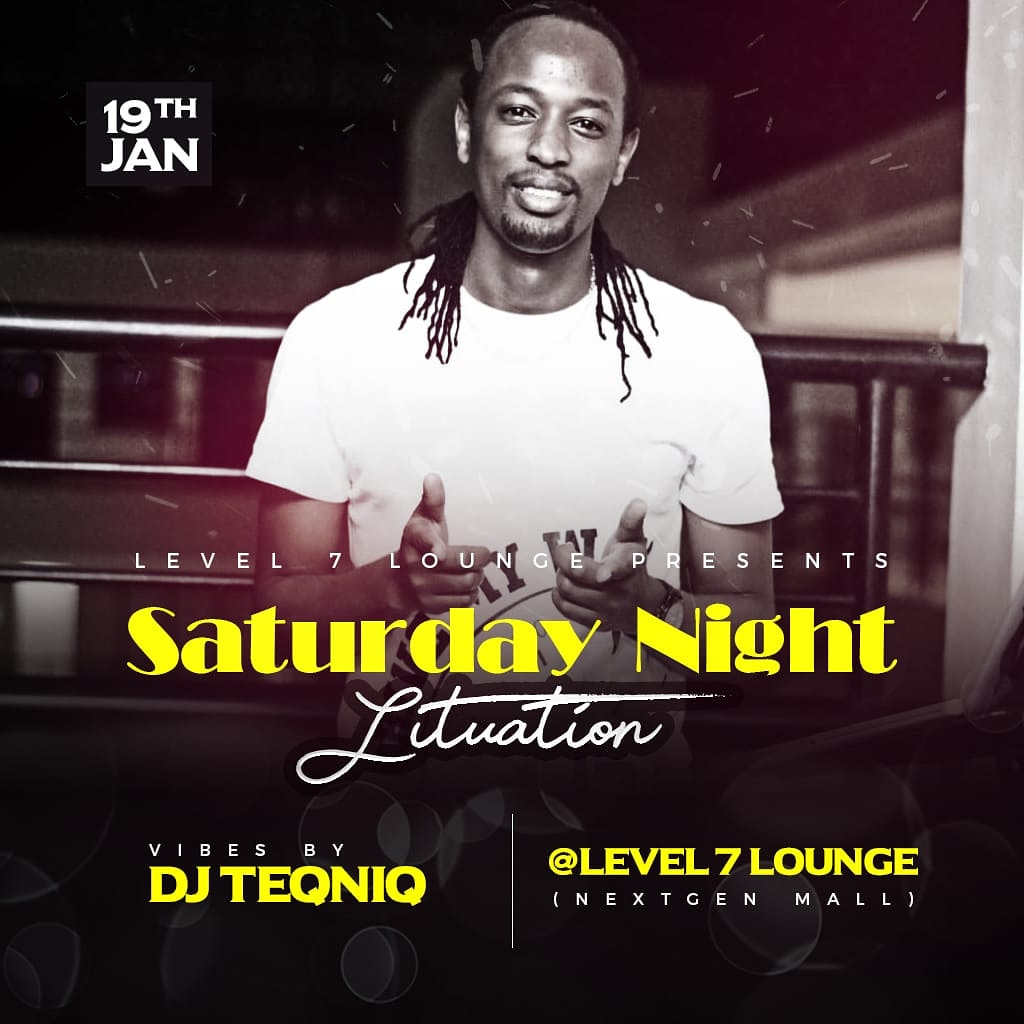 19TH
JAN
LEVEL 7 LOUNGE PRESENTS
Saturday Night
Lituation
VIBES BY
DJ TEQNIQ
@LEVEL 7 LOUNGE
(NEXTGEN MALL)